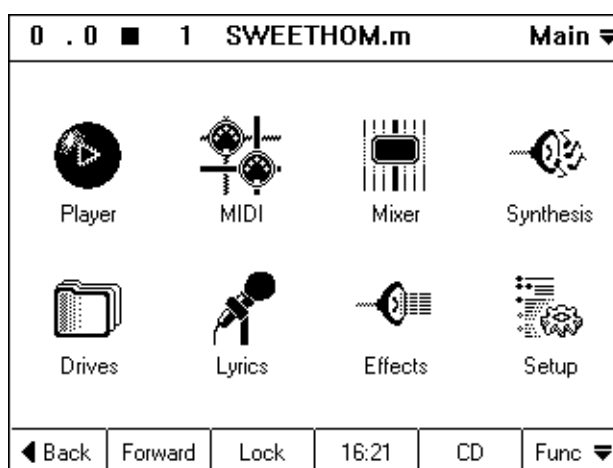 0 . 0 ■ 1 SWEETHOM.m Main
Player MIDI Mixer Synthesis
Drives Lyrics Effects Setup
Back Forward Lock 16:21 CD Func